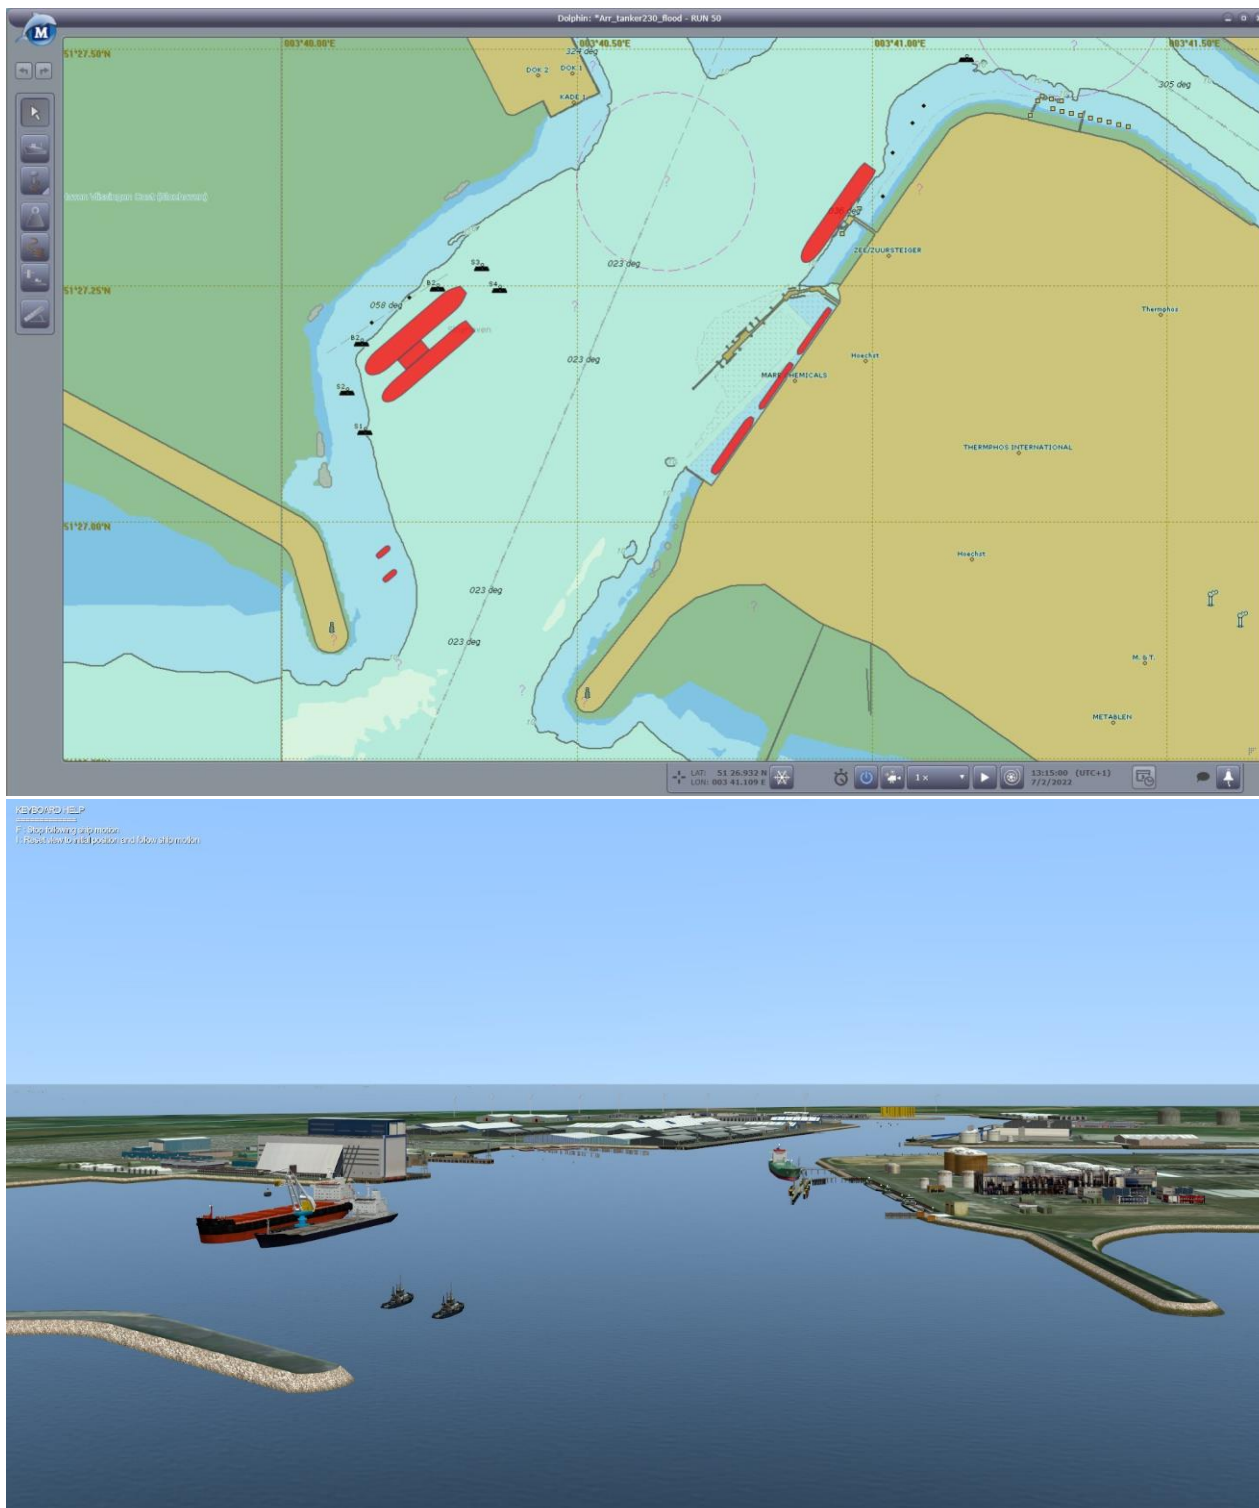 Dolphin: *Arr_tanker230_flood - RUN 50
M
003°40.00'E
003°40.50'E
003°41.00'E
003°41.50'E
51°27.50'N
324 deg
DOK 2
DOK 1
KADE 1
305 deg
haven Vlissingen Oost (Sloehaven)
ZEE/ZUURSTEIGER
023 deg
S3
B2
S4
51°27.25'N
058 deg
Thermphos
B2
023 deg
Hoechst
S2
S1
THERMPHOS INTERNATIONAL
51°27.00'N
Hoechst
023 deg
023 deg
M. & T.
METABLEN
LAT: 51 26.932 N
LON: 003 41.109 E
1 x
13:15:00 (UTC+1)
7/2/2022
KEYBOARD HELP
============
F : Stop following ship motion
I : Reset view to initial position and follow ship motion